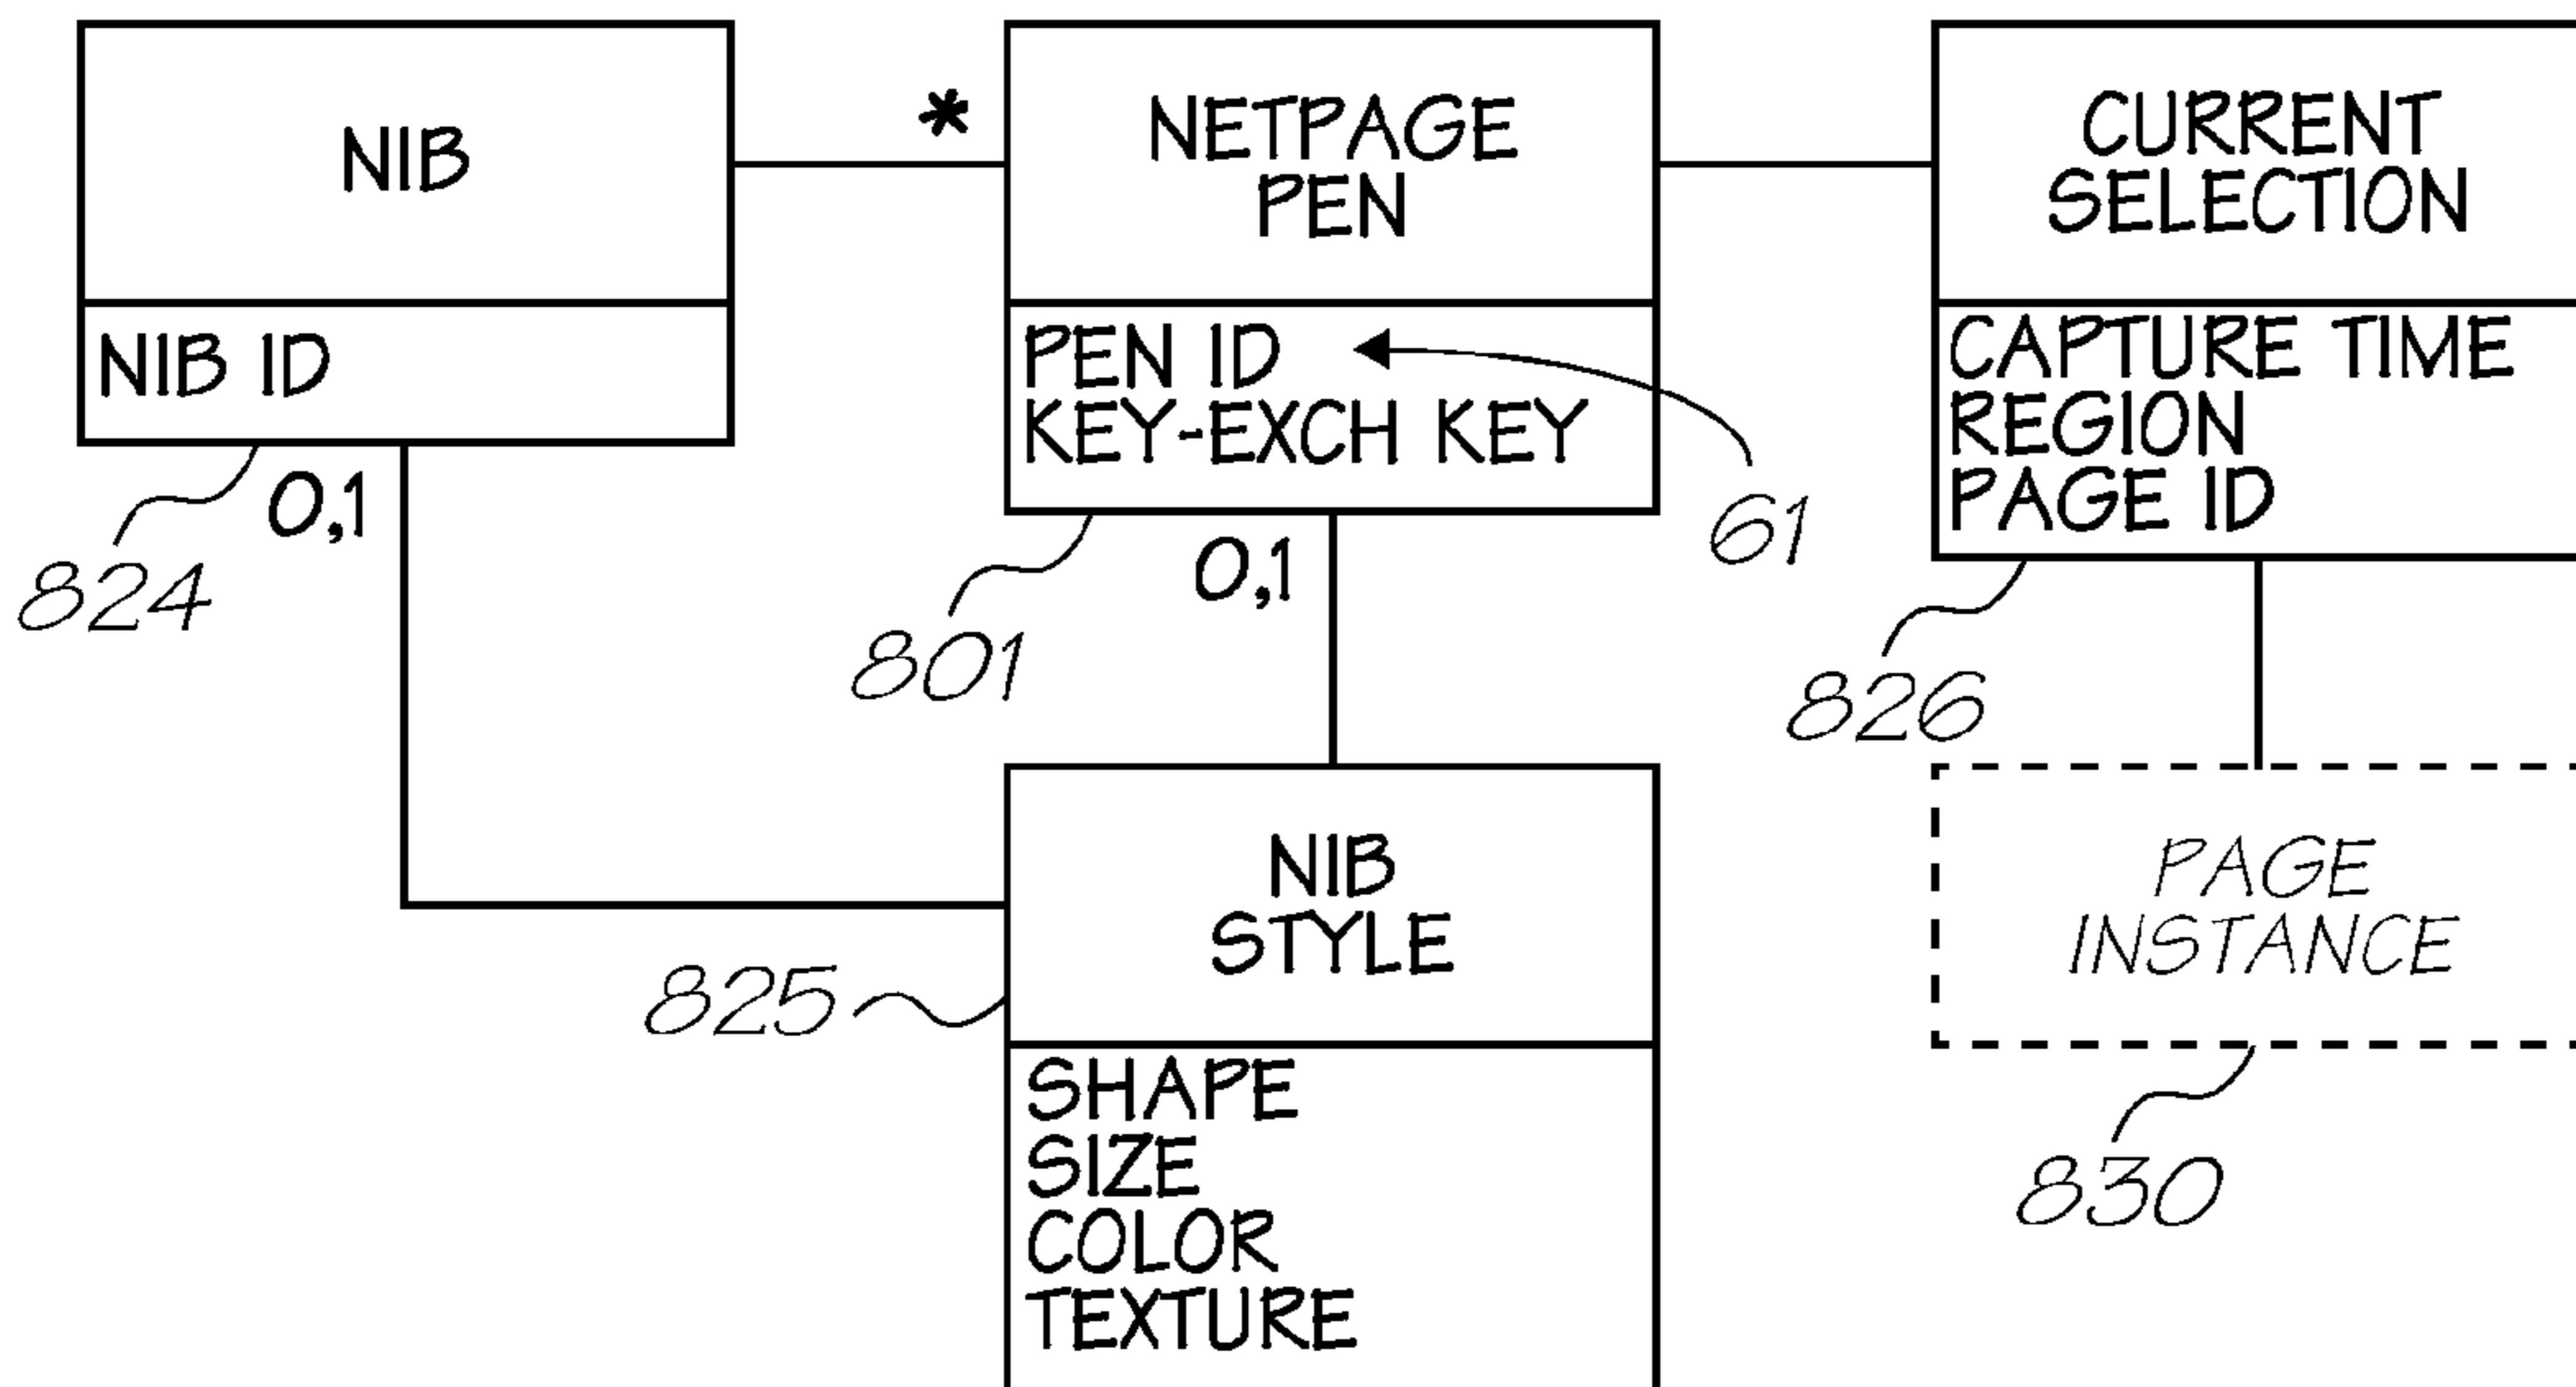 NIB
*
NETPAGE
PEN
CURRENT
SELECTION
NIB ID
PEN ID
KEY-EXCH KEY
CAPTURE TIME
REGION
PAGE ID
0,1
0,1
61
824
801
826
NIB
STYLE
PAGE
INSTANCE
825
SHAPE
SIZE
COLOR
TEXTURE
830